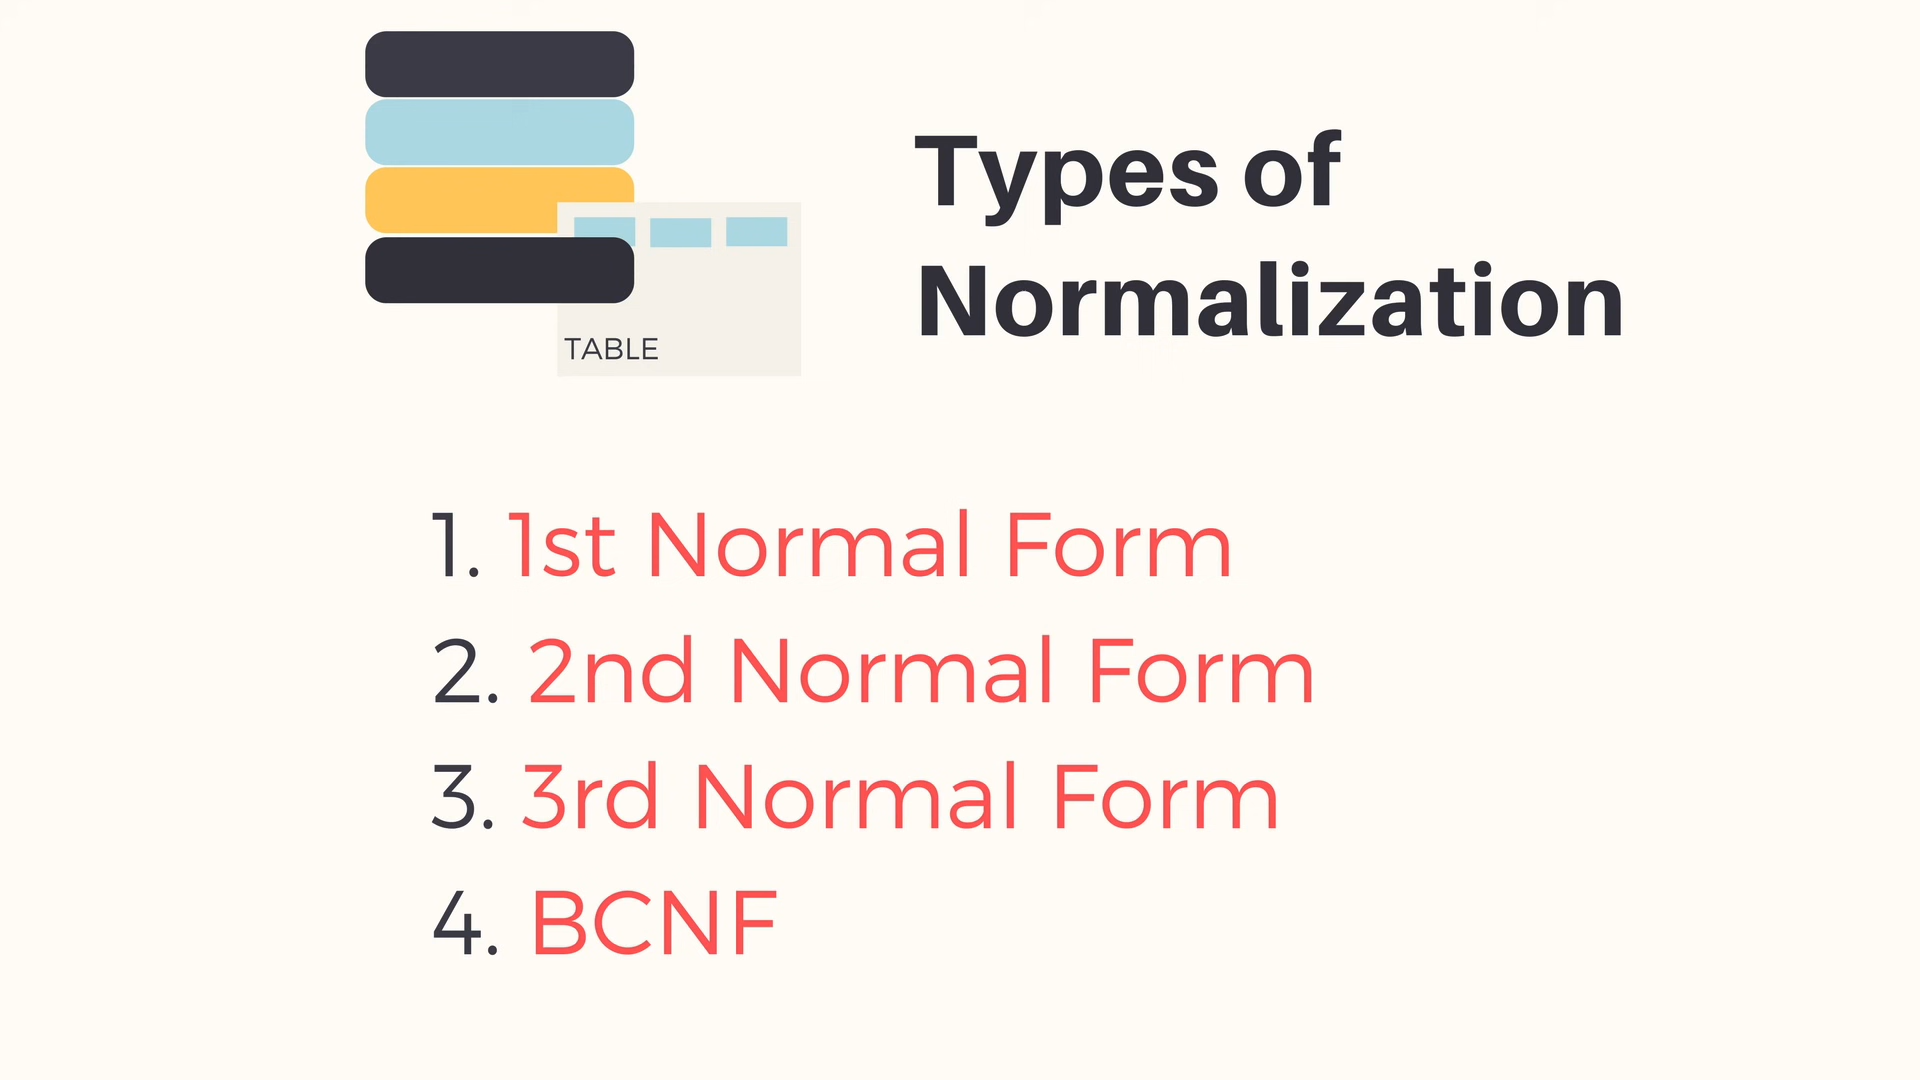 TABLE
Types of
Normalization
1. 1st Normal Form
2. 2nd Normal Form
3. 3rd Normal Form
4. BCNF